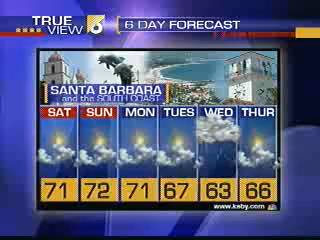 TRUE VIEW 6
6 DAY FORECAST
SANTA BARBARA
and the SOUTH COAST
SAT SUN MON TUES WED THUR
71 72 71 67 63 66
www.ksby.com